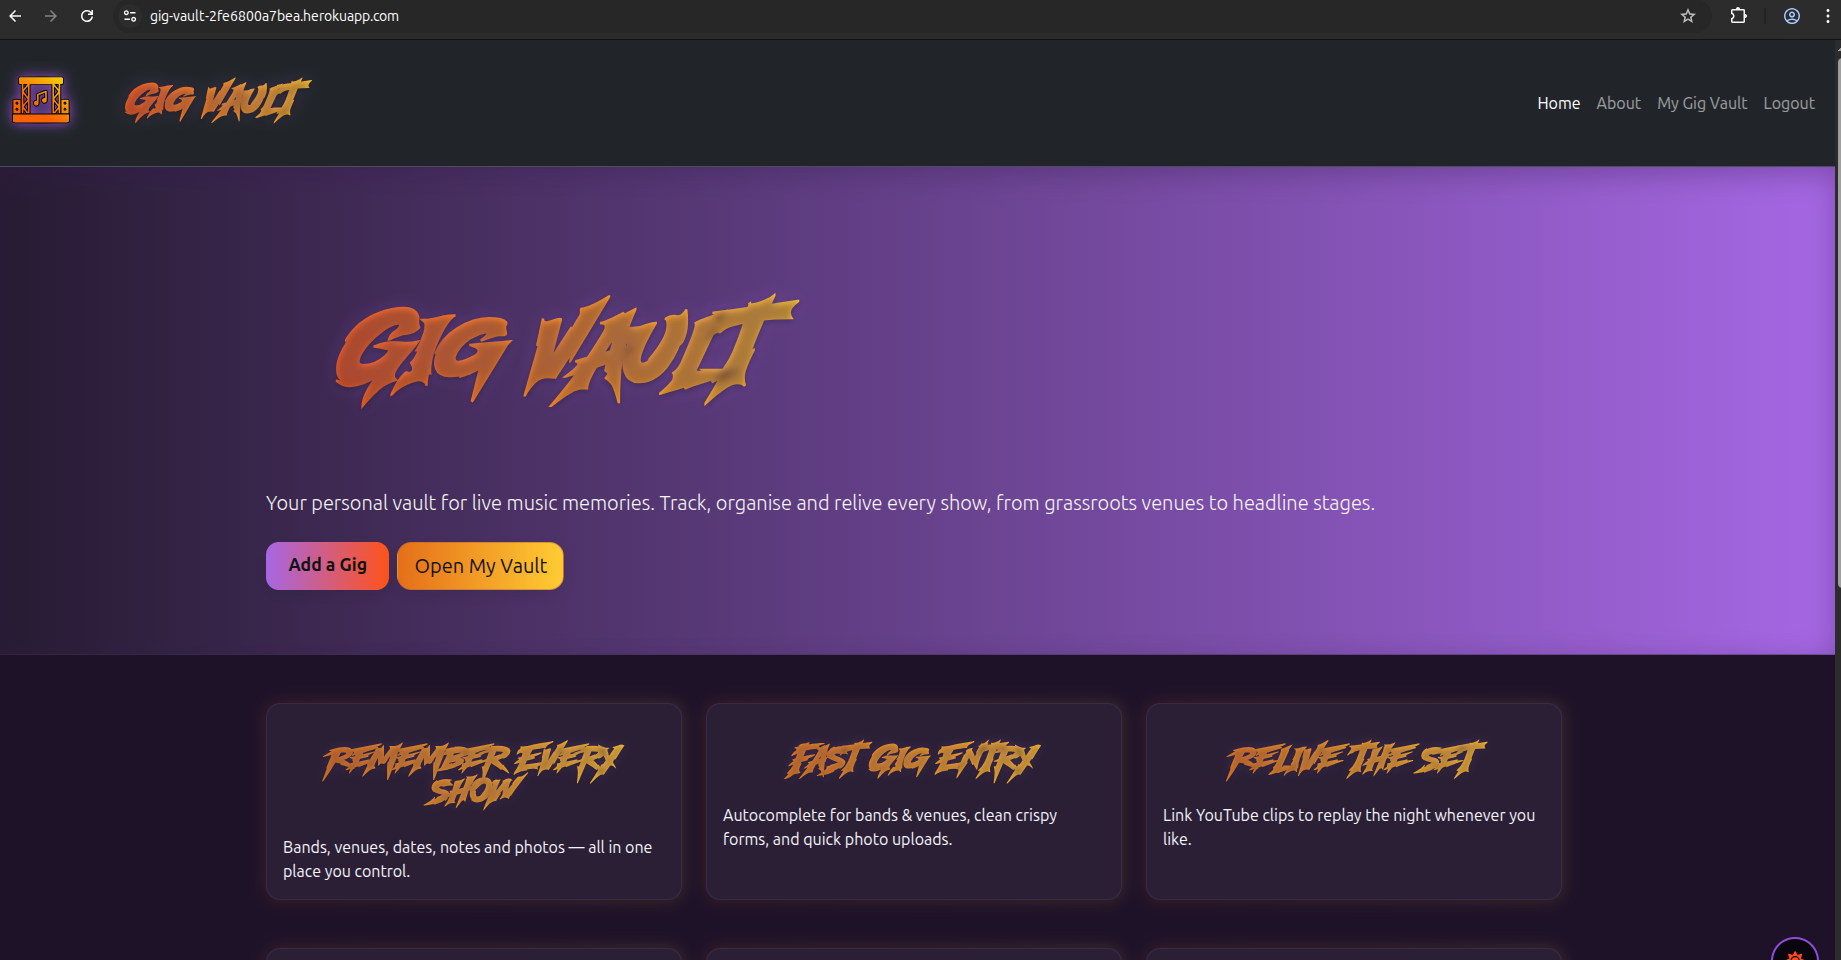 gig-vault-2fe6800a7bea.herokuapp.com
Gig Vault
Home About My Gig Vault Logout
Gig Vault
Your personal vault for live music memories. Track, organise and relive every show, from grassroots venues to headline stages.
Add a Gig Open My Vault
Remember Every
Show
Bands, venues, dates, notes and photos — all in one
place you control.
Fast Gig Entry
Autocomplete for bands & venues, clean crispy
forms, and quick photo uploads.
Relive the Set
Link YouTube clips to replay the night whenever you
like.